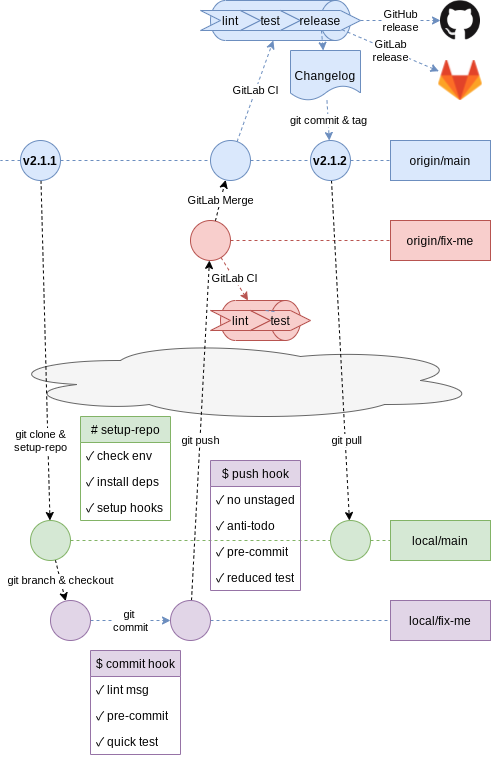 lint
test
release
GitHub
release
GitLab
release
Changelog
GitLab CI
git commit & tag
v2.1.1
v2.1.2
origin/main
GitLab Merge
origin/fix-me
GitLab CI
lint
test
git clone &
setup-repo
# setup-repo
✓ check env
✓ install deps
✓ setup hooks
git push
git pull
$ push hook
✓ no unstaged
✓ anti-todo
✓ pre-commit
✓ reduced test
local/main
git branch & checkout
git
commit
local/fix-me
$ commit hook
✓ lint msg
✓ pre-commit
✓ quick test